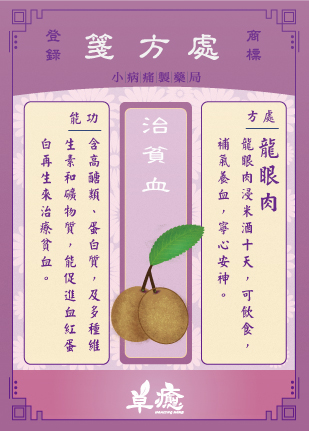 處方箋
商標
登錄
小病痛製藥局
處方
龍眼肉
龍眼肉浸米酒十天，可飲食，
補氣養血，寧心安神。
治貧血
功能
含高醣類、蛋白質，及多種維
生素和礦物質，能促進血紅蛋
白再生來治療貧血。
草癒